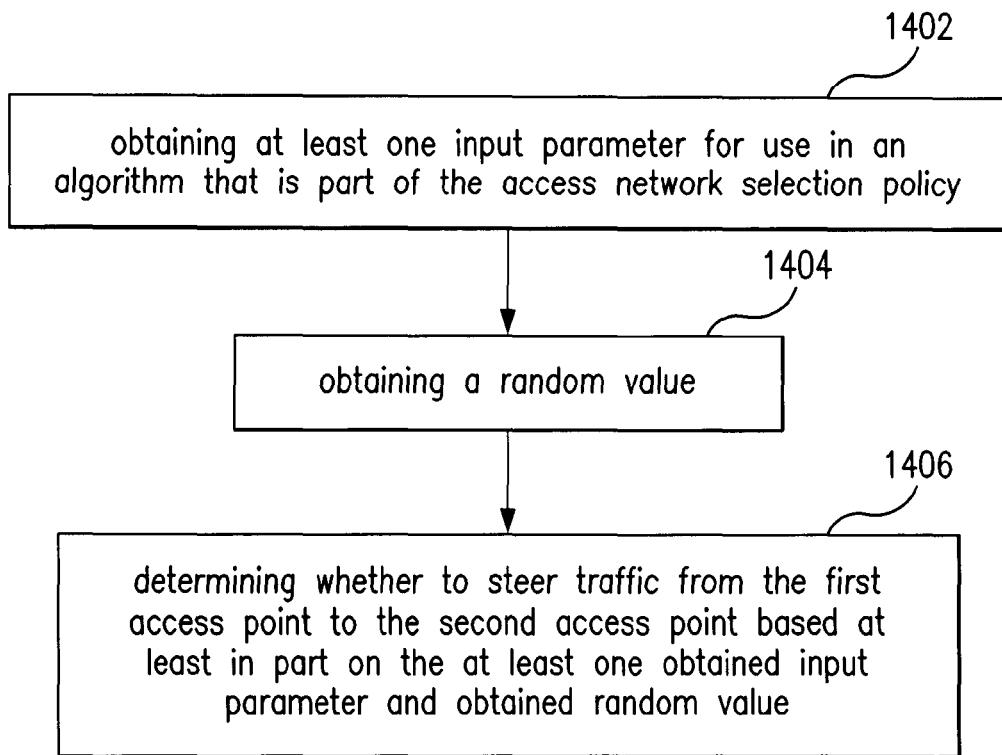 1402
obtaining at least one input parameter for use in an
algorithm that is part of the access network selection policy
1404
obtaining a random value
1406
determining whether to steer traffic from the first
access point to the second access point based at
least in part on the at least one obtained input
parameter and obtained random value